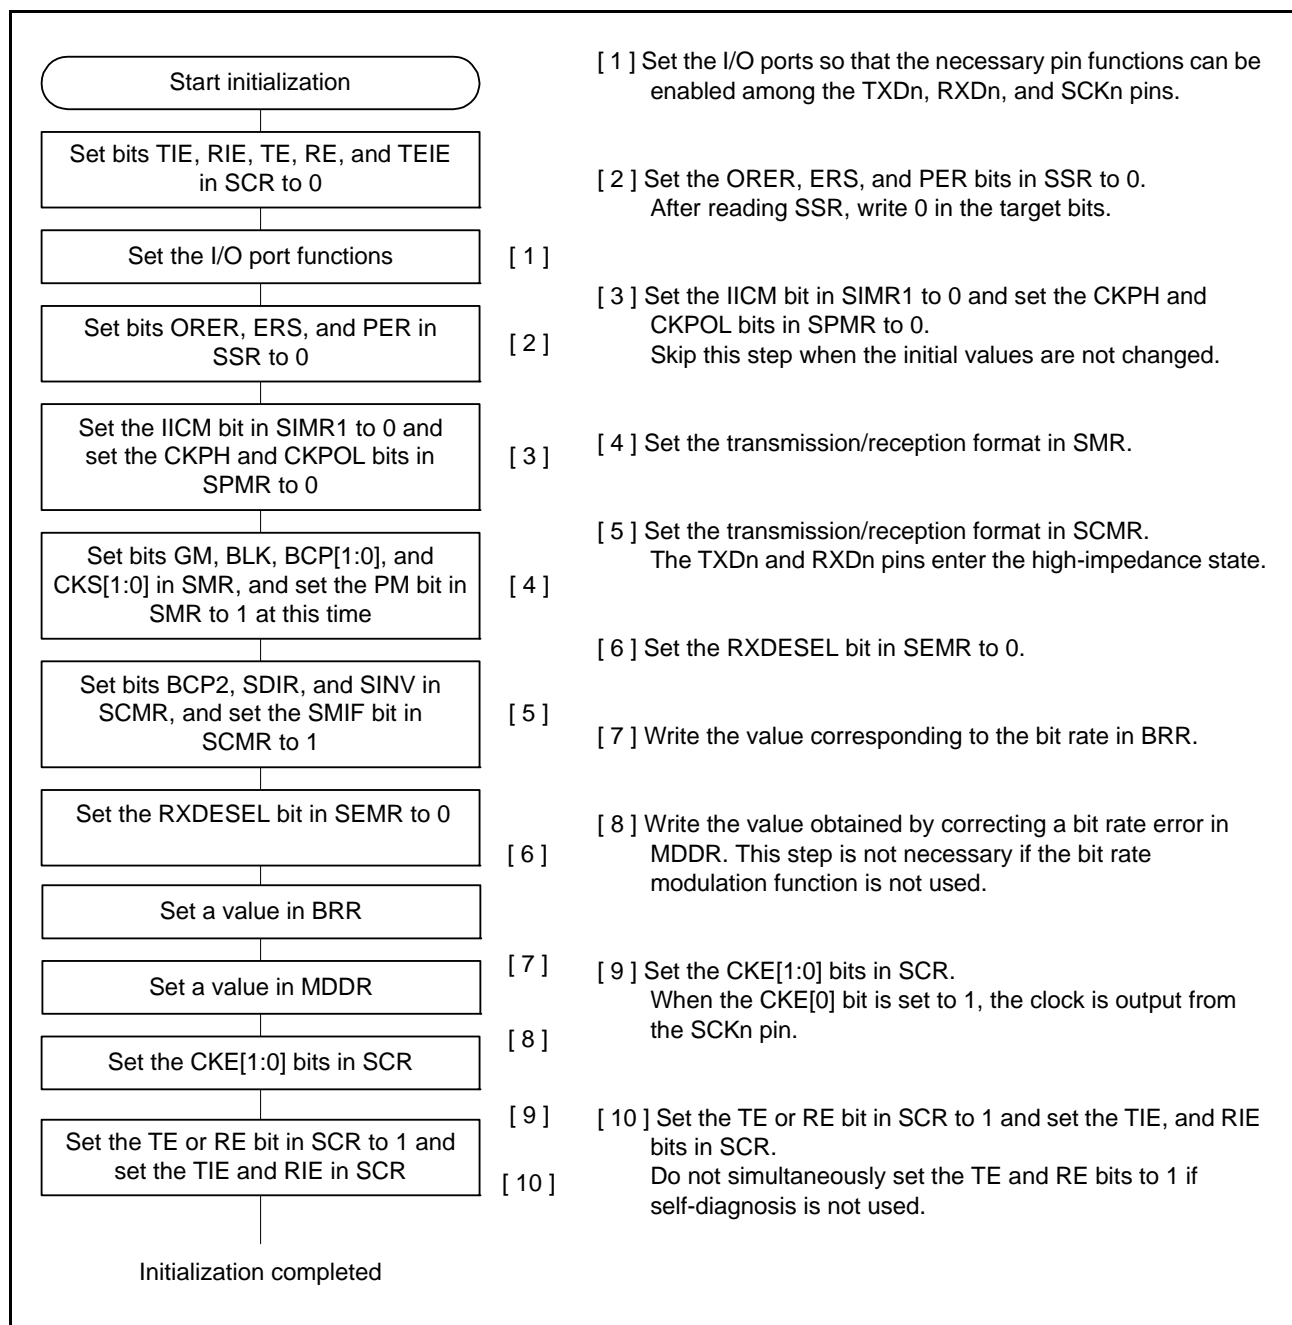 Start initialization
Set bits TIE, RIE, TE, RE, and TEIE
in SCR to 0
Set the I/O port functions
[ 1 ]
Set bits ORER, ERS, and PER in
SSR to 0
[ 2 ]
Set the IICM bit in SIMR1 to 0 and
set the CKPH and CKPOL bits in
SPMR to 0
[ 3 ]
Set bits GM, BLK, BCP[1:0], and
CKS[1:0] in SMR, and set the PM bit in
SMR to 1 at this time
[ 4 ]
Set bits BCP2, SDIR, and SINV in
SCMR, and set the SMIF bit in
SCMR to 1
[ 5 ]
Set the RXDESEL bit in SEMR to 0
[ 6 ]
Set a value in BRR
[ 7 ]
Set a value in MDDR
[ 8 ]
Set the CKE[1:0] bits in SCR
[ 9 ]
Set the TE or RE bit in SCR to 1 and
set the TIE and RIE in SCR
[ 10 ]
Initialization completed
[ 1 ] Set the I/O ports so that the necessary pin functions can be
enabled among the TXDn, RXDn, and SCKn pins.
[ 2 ] Set the ORER, ERS, and PER bits in SSR to 0.
After reading SSR, write 0 in the target bits.
[ 3 ] Set the IICM bit in SIMR1 to 0 and set the CKPH and
CKPOL bits in SPMR to 0.
Skip this step when the initial values are not changed.
[ 4 ] Set the transmission/reception format in SMR.
[ 5 ] Set the transmission/reception format in SCMR.
The TXDn and RXDn pins enter the high-impedance state.
[ 6 ] Set the RXDESEL bit in SEMR to 0.
[ 7 ] Write the value corresponding to the bit rate in BRR.
[ 8 ] Write the value obtained by correcting a bit rate error in
MDDR. This step is not necessary if the bit rate
modulation function is not used.
[ 9 ] Set the CKE[1:0] bits in SCR.
When the CKE[0] bit is set to 1, the clock is output from
the SCKn pin.
[ 10 ] Set the TE or RE bit in SCR to 1 and set the TIE, and RIE
bits in SCR.
Do not simultaneously set the TE and RE bits to 1 if
self-diagnosis is not used.